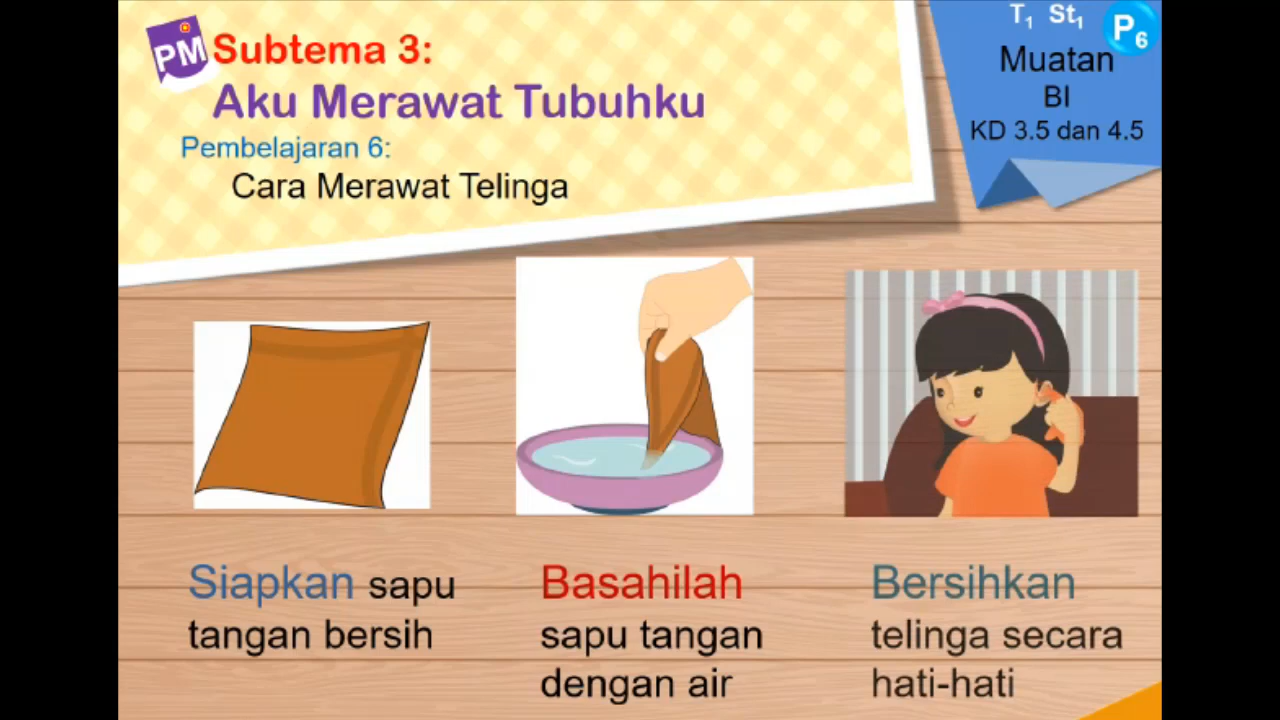 PM
Subtema 3:
Aku Merawat Tubuhku
Pembelajaran 6:
Cara Merawat Telinga
T1 St1
P6
Muatan
BI
KD 3.5 dan 4.5
Siapkan sapu
tangan bersih
Basahilah
sapu tangan
dengan air
Bersihkan
telinga secara
hati-hati